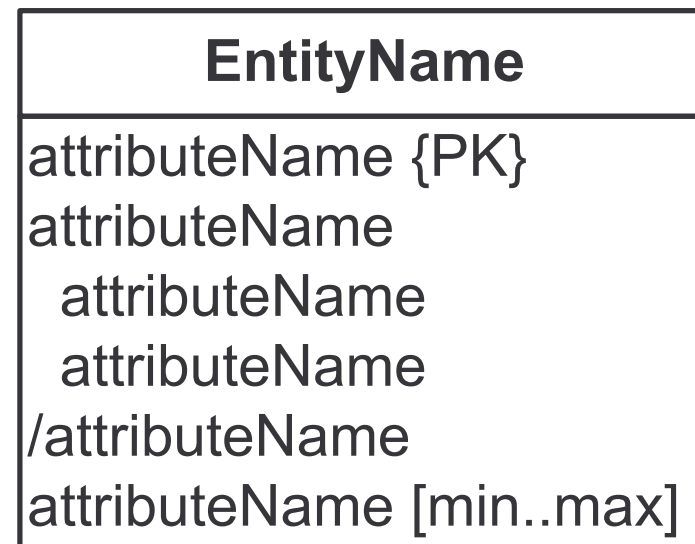 EntityName
attributeName {PK}
attributeName
attributeName
attributeName
/attributeName
attributeName [min..max]